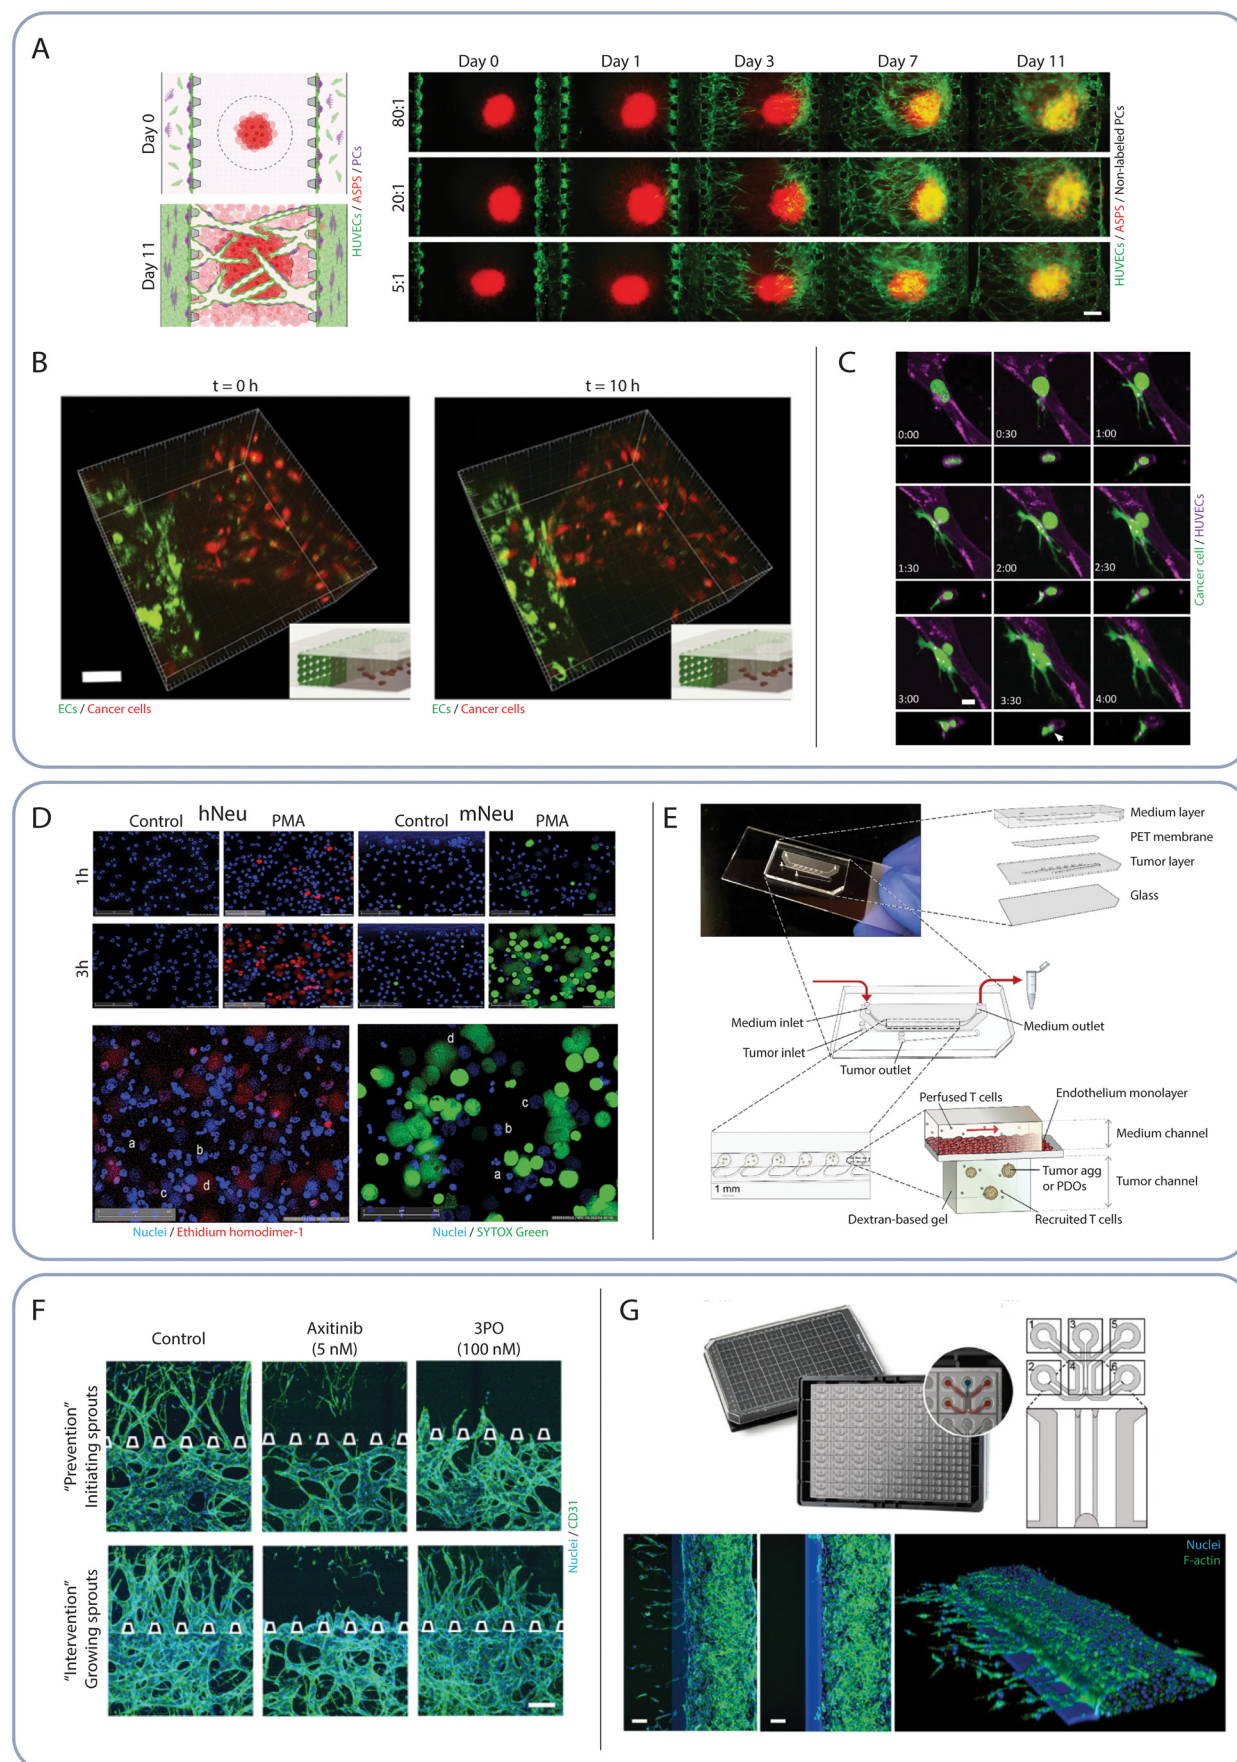 A
Day 0
Day 11
HUVECs / ASPS / PCs
Day 0
Day 1
Day 3
Day 7
Day 11
80:1
20:1
5:1
HUVECs / ASPS / Non-labeled PCs
B
t = 0 h
t = 10 h
ECs / Cancer cells
ECs / Cancer cells
C
0:00
0:30
1:00
1:30
2:00
2:30
3:00
3:30
4:00
Cancer cell / HUVECs
D
hNeu
mNeu
Control
PMA
Control
PMA
1h
3h
a
b
c
d
d
c
b
a
Nuclei / Ethidium homodimer-1
Nuclei / SYTOX Green
E
Medium layer
PET membrane
Tumor layer
Glass
Medium inlet
Medium outlet
Tumor inlet
Tumor outlet
1 mm
Perfused T cells
Endothelium monolayer
Medium channel
Tumor agg
or PDOs
Tumor channel
Dextran-based gel
Recruited T cells
F
Control
Axitinib
(5 nM)
3PO
(100 nM)
"Prevention"
Initiating sprouts
"Intervention"
Growing sprouts
Nuclei / CD31
G
1
3
5
2
4
6
Nuclei
F-actin